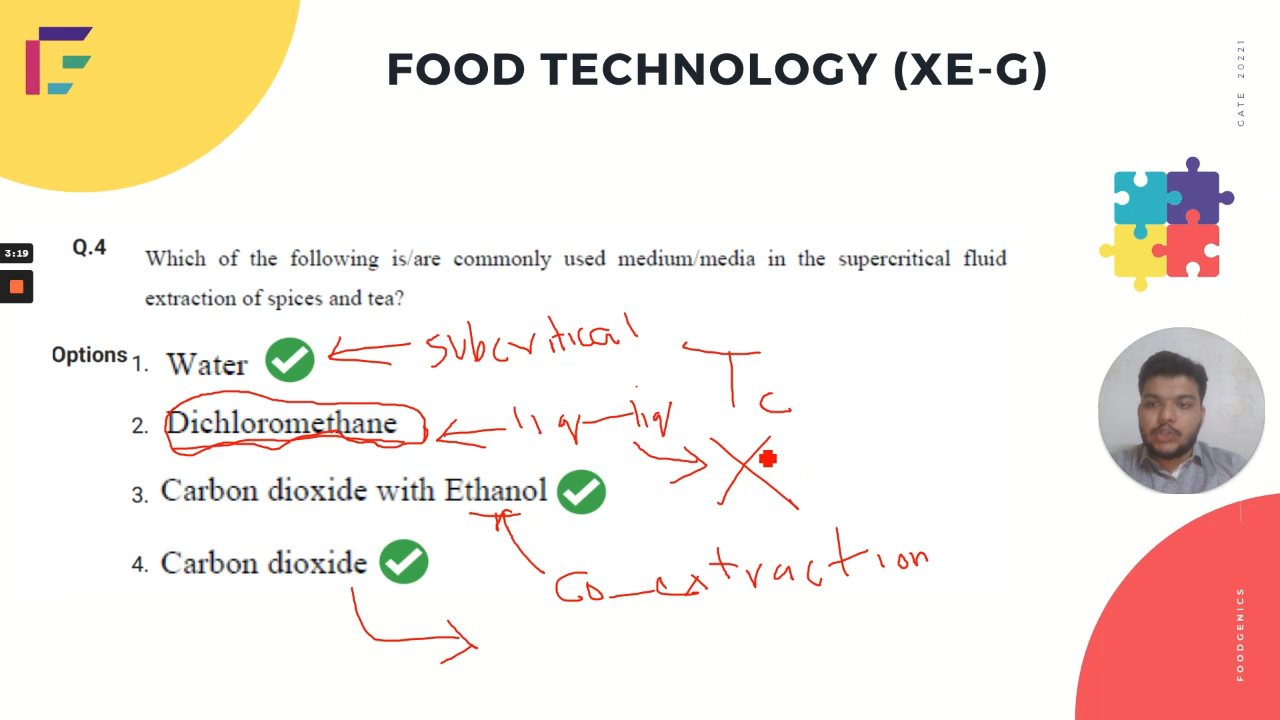 FOOD TECHNOLOGY (XE-G)
GATE 20221
3:19
Q.4
Which of the following is/are commonly used medium/media in the supercritical fluid
extraction of spices and tea?
Options
1. Water
subcritical
Tc
2. Dichloromethane
liq-liq
3. Carbon dioxide with Ethanol
4. Carbon dioxide
Co-extraction
FOODGENICS